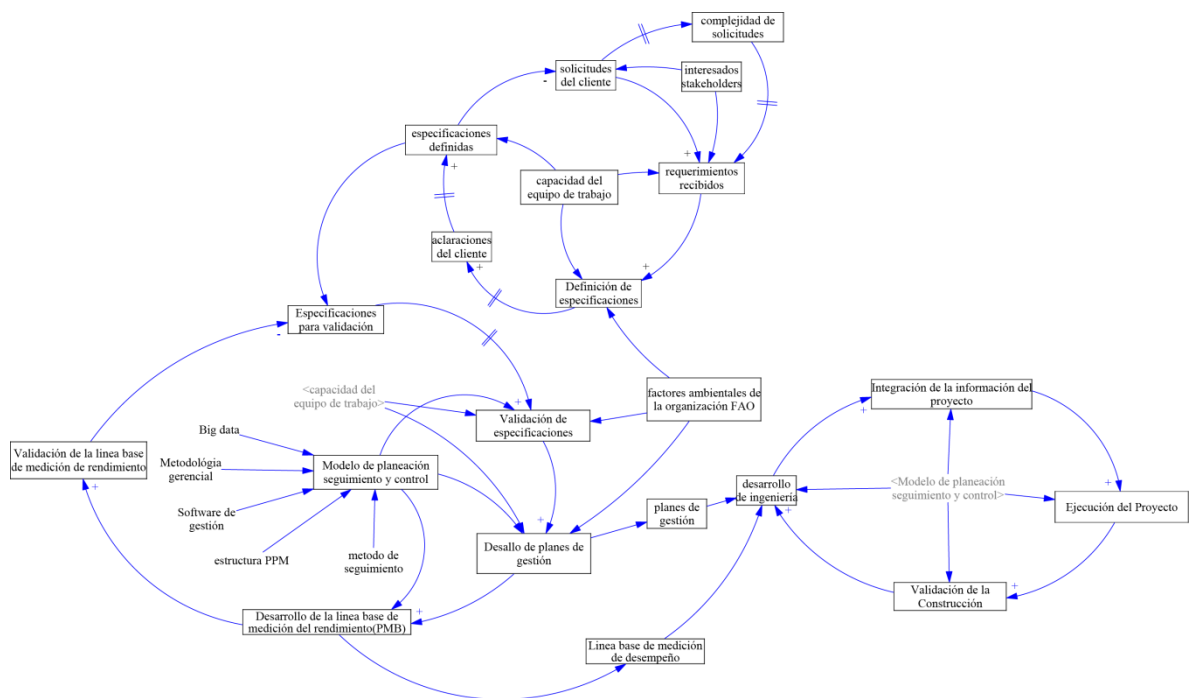 complejidad de
solicitudes
solicitudes
del cliente
interesados
stakeholders
-
especificaciones
definidas
+
+
capacidad del
equipo de trabajo
requerimientos
recibidos
aclaraciones
del cliente
+
+
Definición de
especificaciones
Especificaciones
para validación
-
<capacidad del
equipo de trabajo>
factores ambientales de
la organización FAO
Integración de la información del
proyecto
+
+
Validación de
especificaciones
Big data
Validación de la linea base
de medición de rendimiento
+
Metodológia
gerencial
Modelo de planeación
seguimiento y control
desarrollo
de ingeniería
+
<Modelo de planeación
seguimiento y control>
+
Ejecución del Proyecto
Software de
gestión
planes de
gestión
estructura PPM
metodo de
seguimiento
+
Desallo de planes de
gestión
Validación de la
Construcción
+
Desarrollo de la linea base de
medición del rendimiento(PMB)
+
Linea base de medición
de desempeño